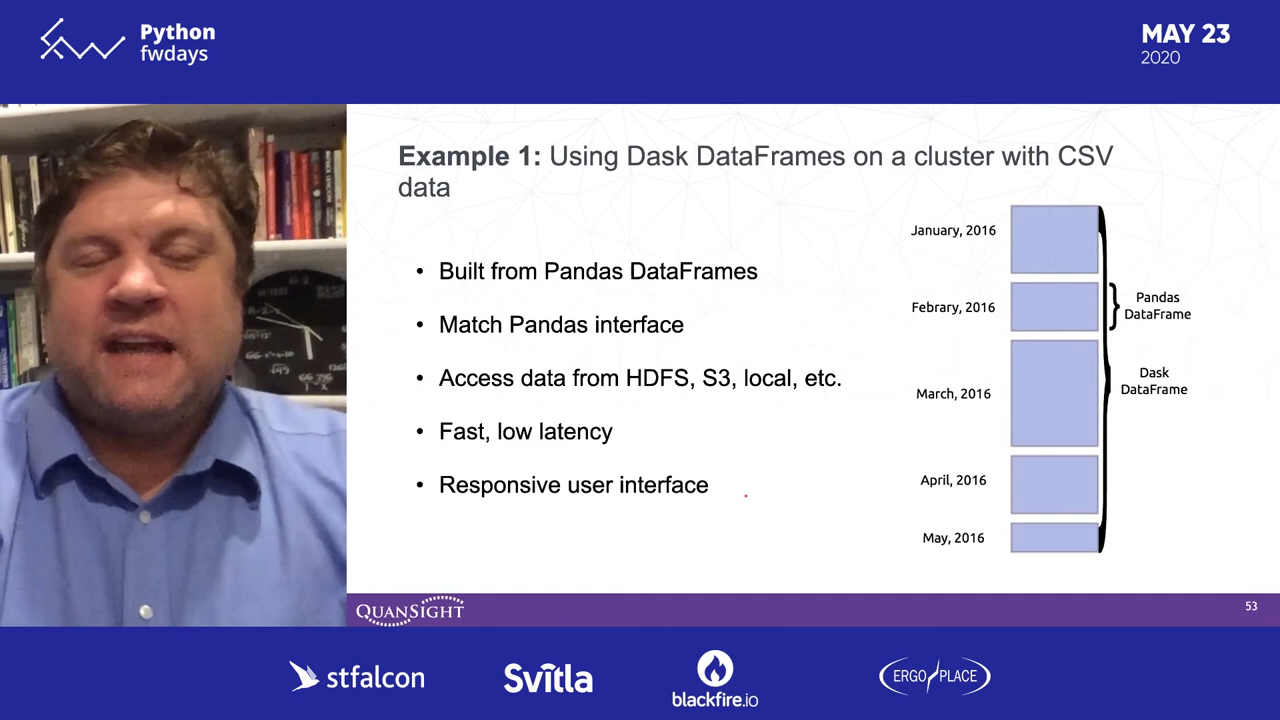 Python
fwdays
MAY 23
2020
Example 1: Using Dask DataFrames on a cluster with CSV
data
• Built from Pandas DataFrames
• Match Pandas interface
• Access data from HDFS, S3, local, etc.
• Fast, low latency
• Responsive user interface
January, 2016
Febrary, 2016
March, 2016
April, 2016
May, 2016
Pandas
DataFrame
Dask
DataFrame
QUANSIGHT
53
stfalcon
Svitla
blackfire.io
ERGO PLACE